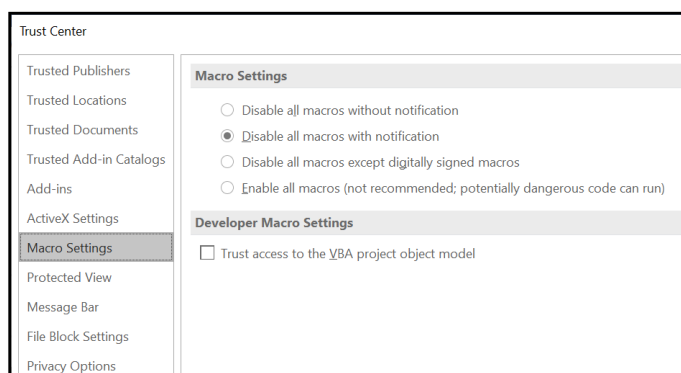 Trust Center
Trusted Publishers
Trusted Locations
Trusted Documents
Trusted Add-in Catalogs
Add-ins
ActiveX Settings
Macro Settings
Protected View
Message Bar
File Block Settings
Privacy Options
Macro Settings
Disable all macros without notification
Disable all macros with notification
Disable all macros except digitally signed macros
Enable all macros (not recommended; potentially dangerous code can run)
Developer Macro Settings
Trust access to the VBA project object model